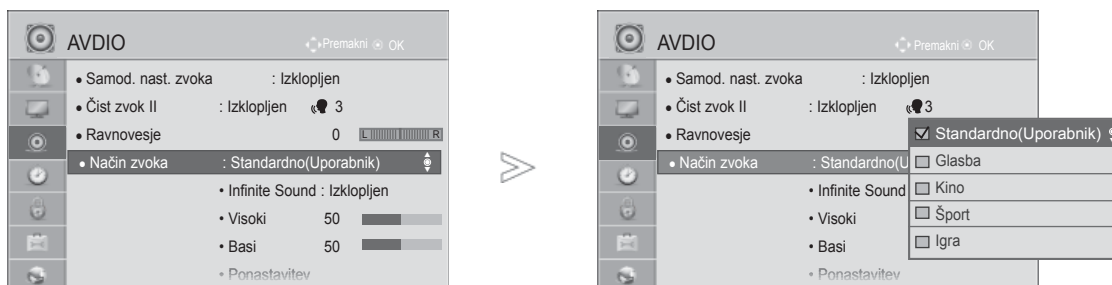 AVDIO
Premakni OK
• Samod. nast. zvoka : Izklopljen
• Čist zvok II : Izklopljen 3
• Ravnovesje 0 L R
• Način zvoka : Standardno(Uporabnik)
• Infinite Sound : Izklopljen
• Visoki 50
• Basi 50
• Ponastavitev
AVDIO
Premakni OK
• Samod. nast. zvoka : Izklopljen
• Čist zvok II : Izklopljen 3
• Ravnovesje
• Način zvoka : Standardno(U
• Infinite Sound
• Visoki
• Basi
• Ponastavitev
Standardno(Uporabnik)
Glasba
Kino
Šport
Igra